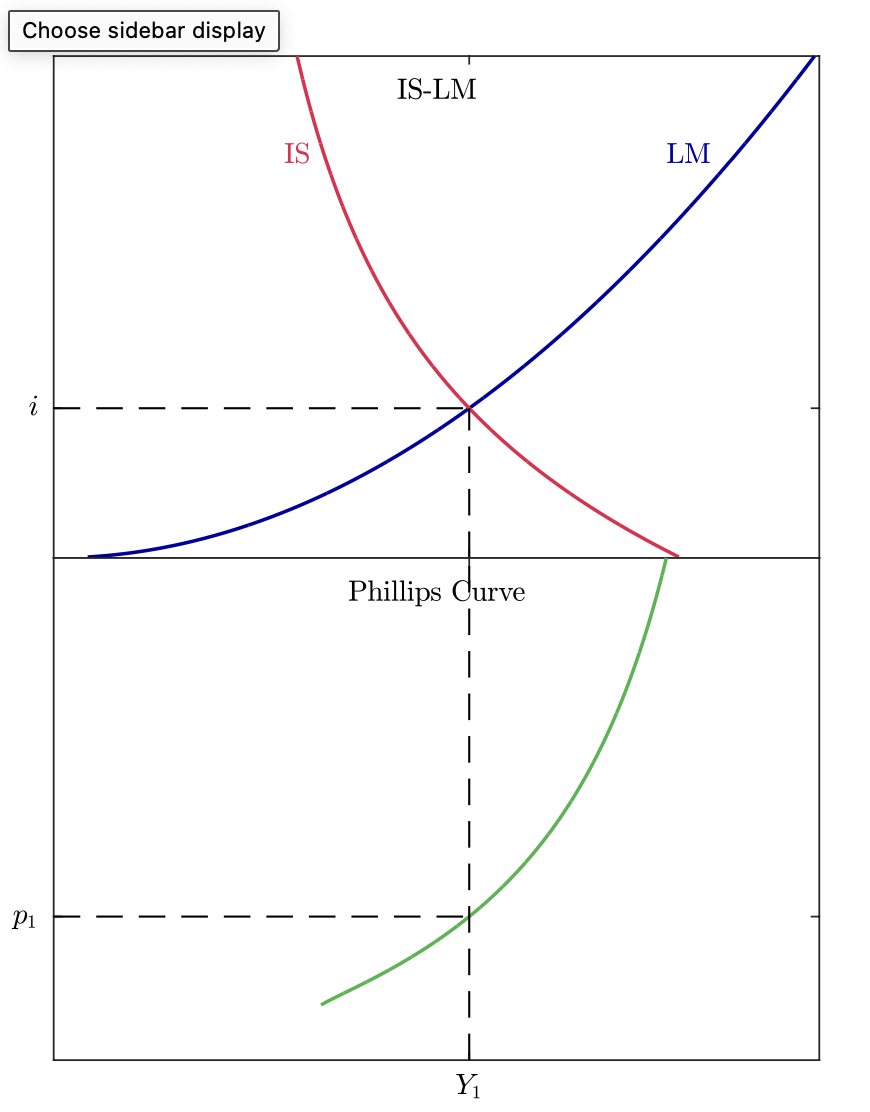 Choose sidebar display
IS-LM
IS
LM
i
Phillips Curve
p₁
Y₁